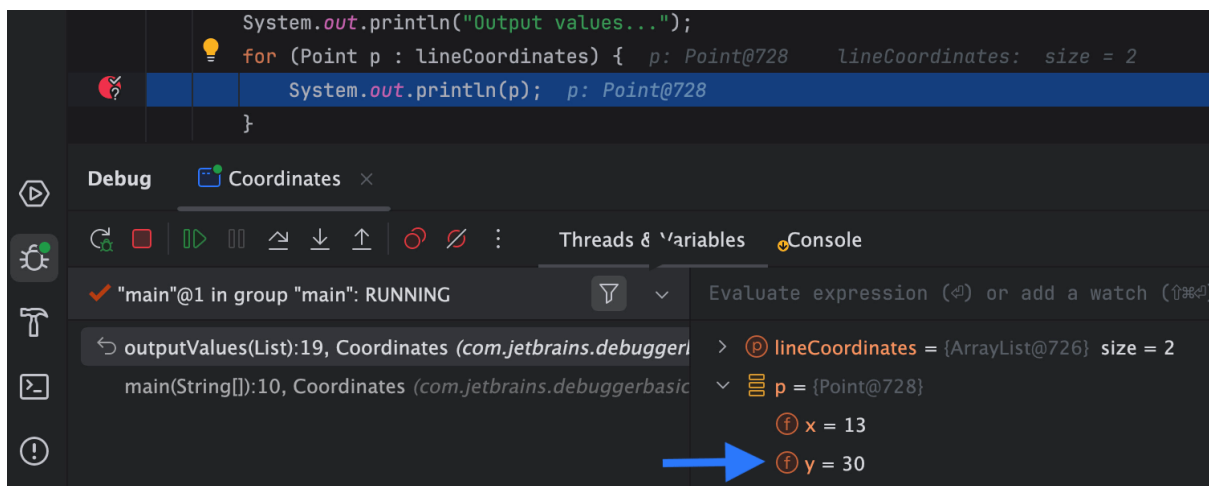 System.out.println("Output values...");
for (Point p : lineCoordinates) { p: Point@728 lineCoordinates: size = 2
System.out.println(p); p: Point@728
}
Debug Coordinates
Threads & Variables Console
"main"@1 in group "main": RUNNING
Evaluate expression (⏎) or add a watch (⇧⌘⏎)
outputValues(List):19, Coordinates (com.jetbrains.debuggerl
lineCoordinates = {ArrayList@726} size = 2
main(String[]):10, Coordinates (com.jetbrains.debuggerbasic
p = {Point@728}
x = 13
y = 30